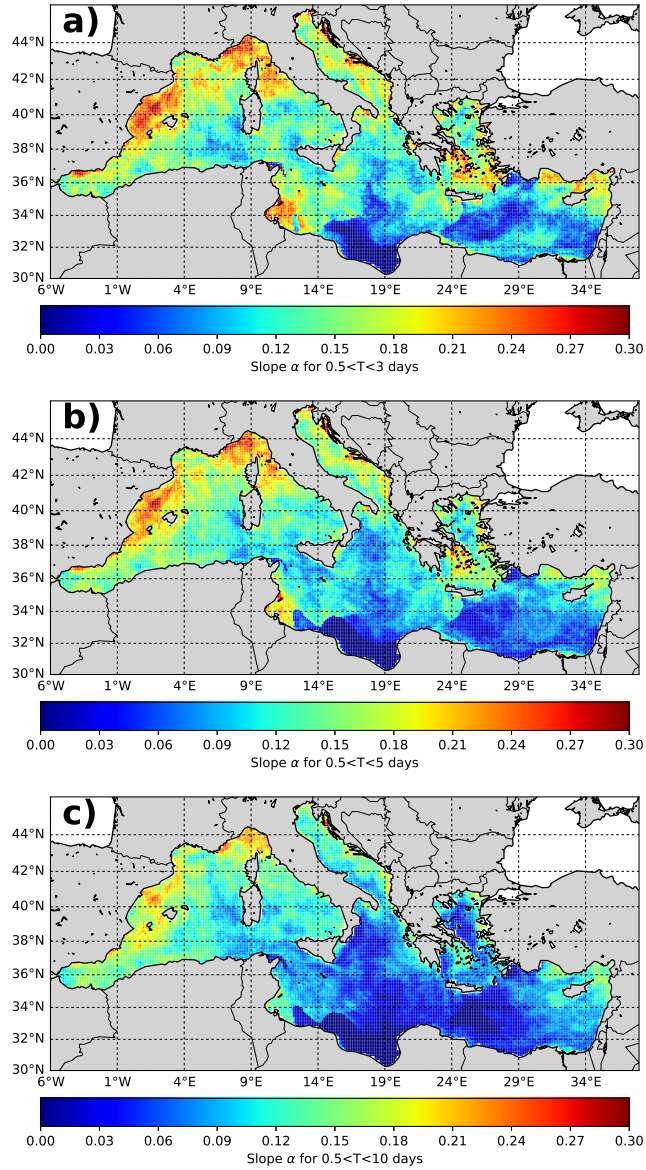 a)
44°N
42°N
40°N
38°N
36°N
34°N
32°N
30°N
6°W 1°W 4°E 9°E 14°E 19°E 24°E 29°E 34°E
0.00 0.03 0.06 0.09 0.12 0.15 0.18 0.21 0.24 0.27 0.30
Slope α for 0.5<T<3 days
b)
44°N
42°N
40°N
38°N
36°N
34°N
32°N
30°N
6°W 1°W 4°E 9°E 14°E 19°E 24°E 29°E 34°E
0.00 0.03 0.06 0.09 0.12 0.15 0.18 0.21 0.24 0.27 0.30
Slope α for 0.5<T<5 days
c)
44°N
42°N
40°N
38°N
36°N
34°N
32°N
30°N
6°W 1°W 4°E 9°E 14°E 19°E 24°E 29°E 34°E
0.00 0.03 0.06 0.09 0.12 0.15 0.18 0.21 0.24 0.27 0.30
Slope α for 0.5<T<10 days